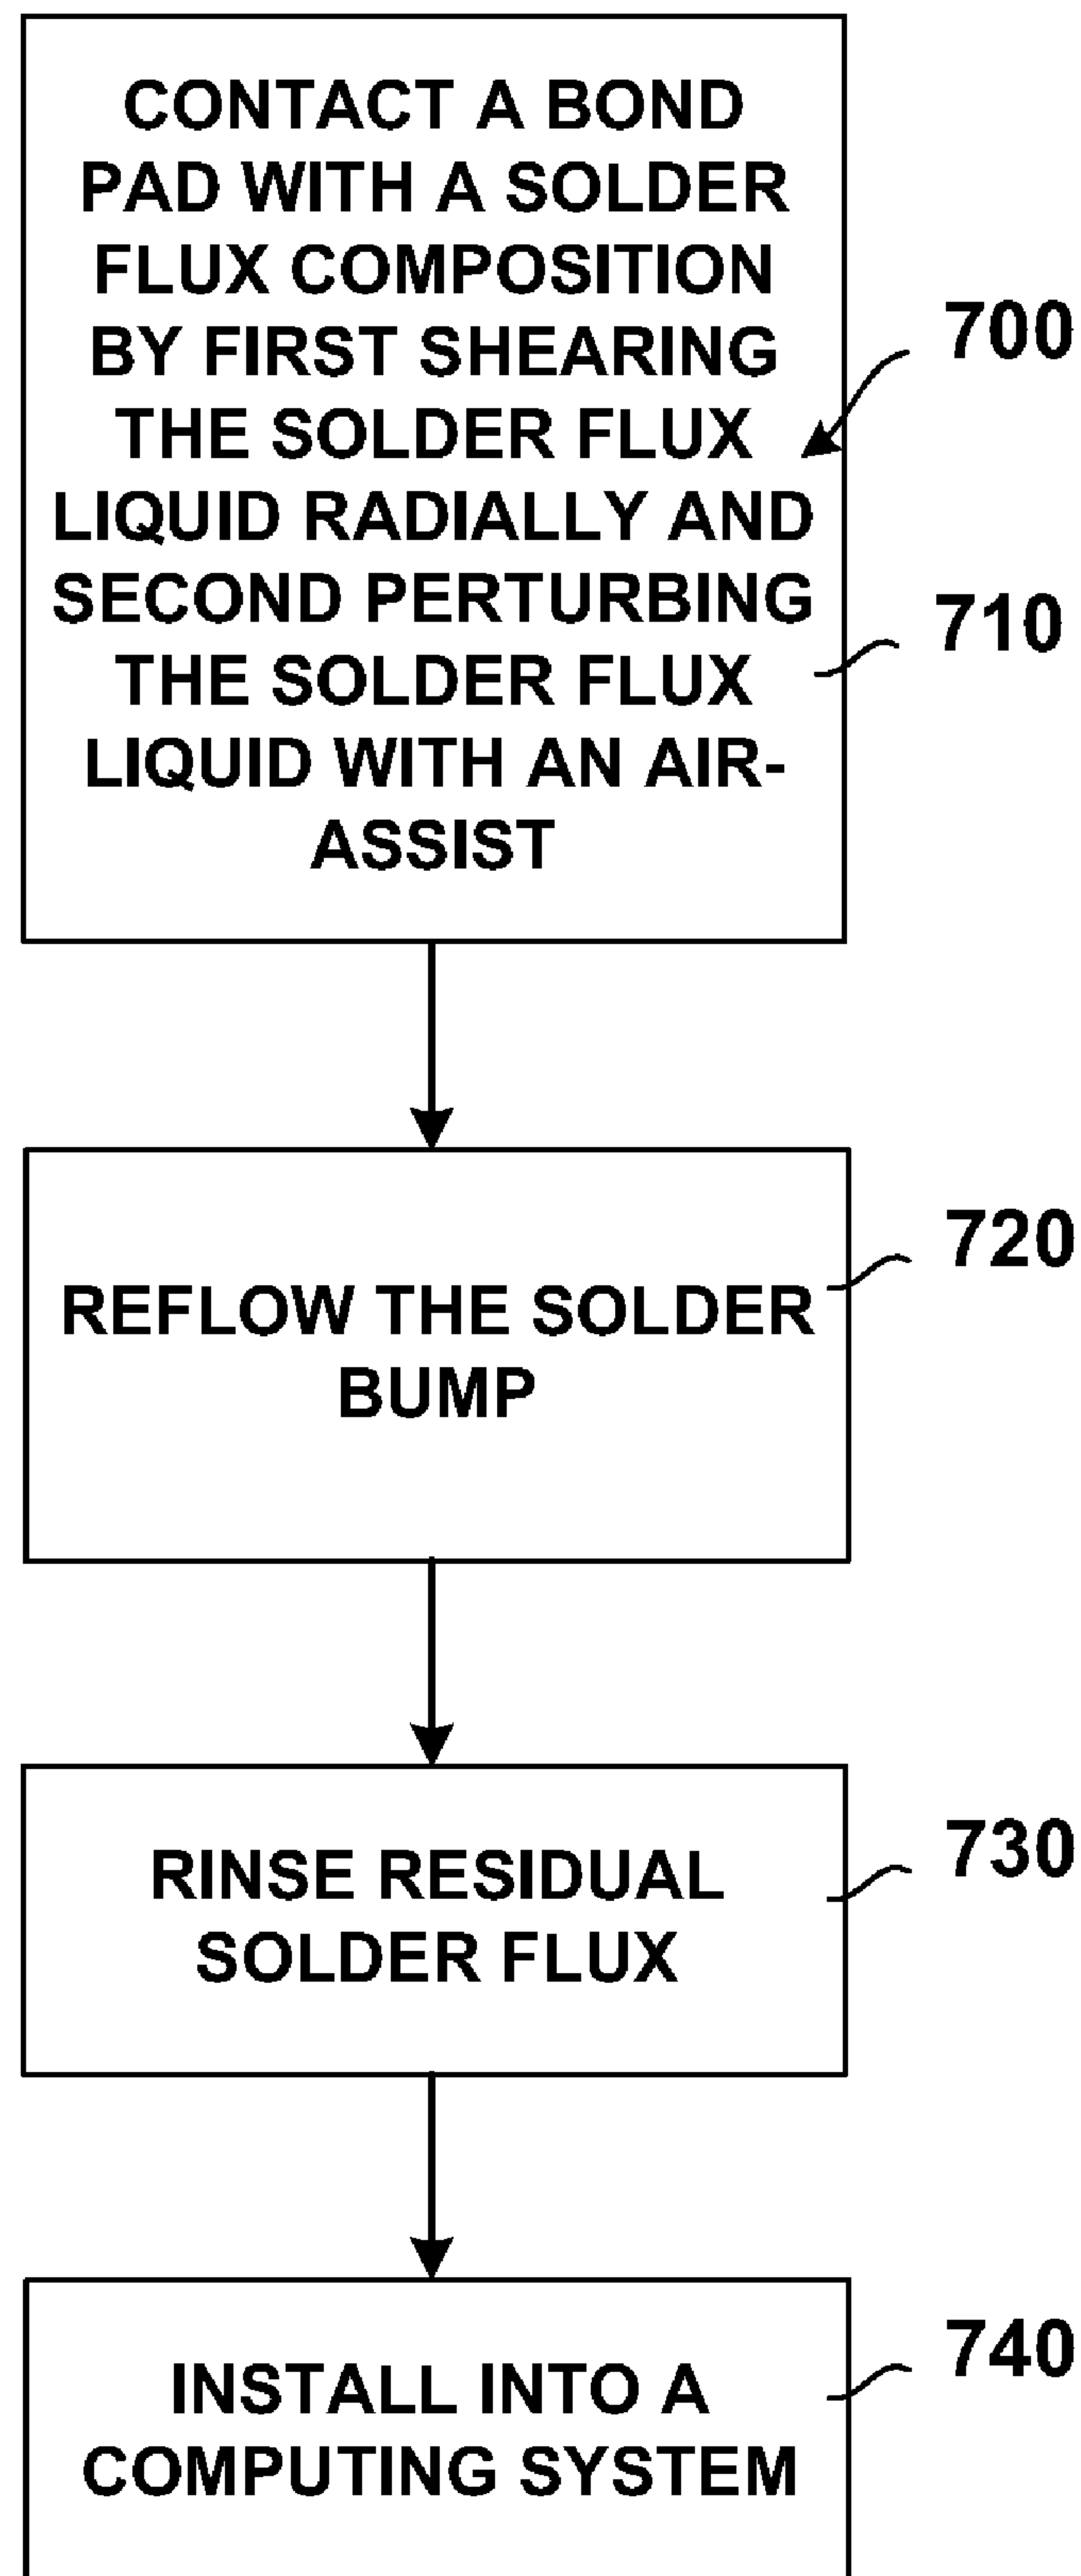 CONTACT A BOND
PAD WITH A SOLDER
FLUX COMPOSITION
BY FIRST SHEARING
THE SOLDER FLUX
LIQUID RADIALLY AND
SECOND PERTURBING
THE SOLDER FLUX
LIQUID WITH AN AIR-
ASSIST
700
710
REFLOW THE SOLDER
BUMP
720
RINSE RESIDUAL
SOLDER FLUX
730
INSTALL INTO A
COMPUTING SYSTEM
740